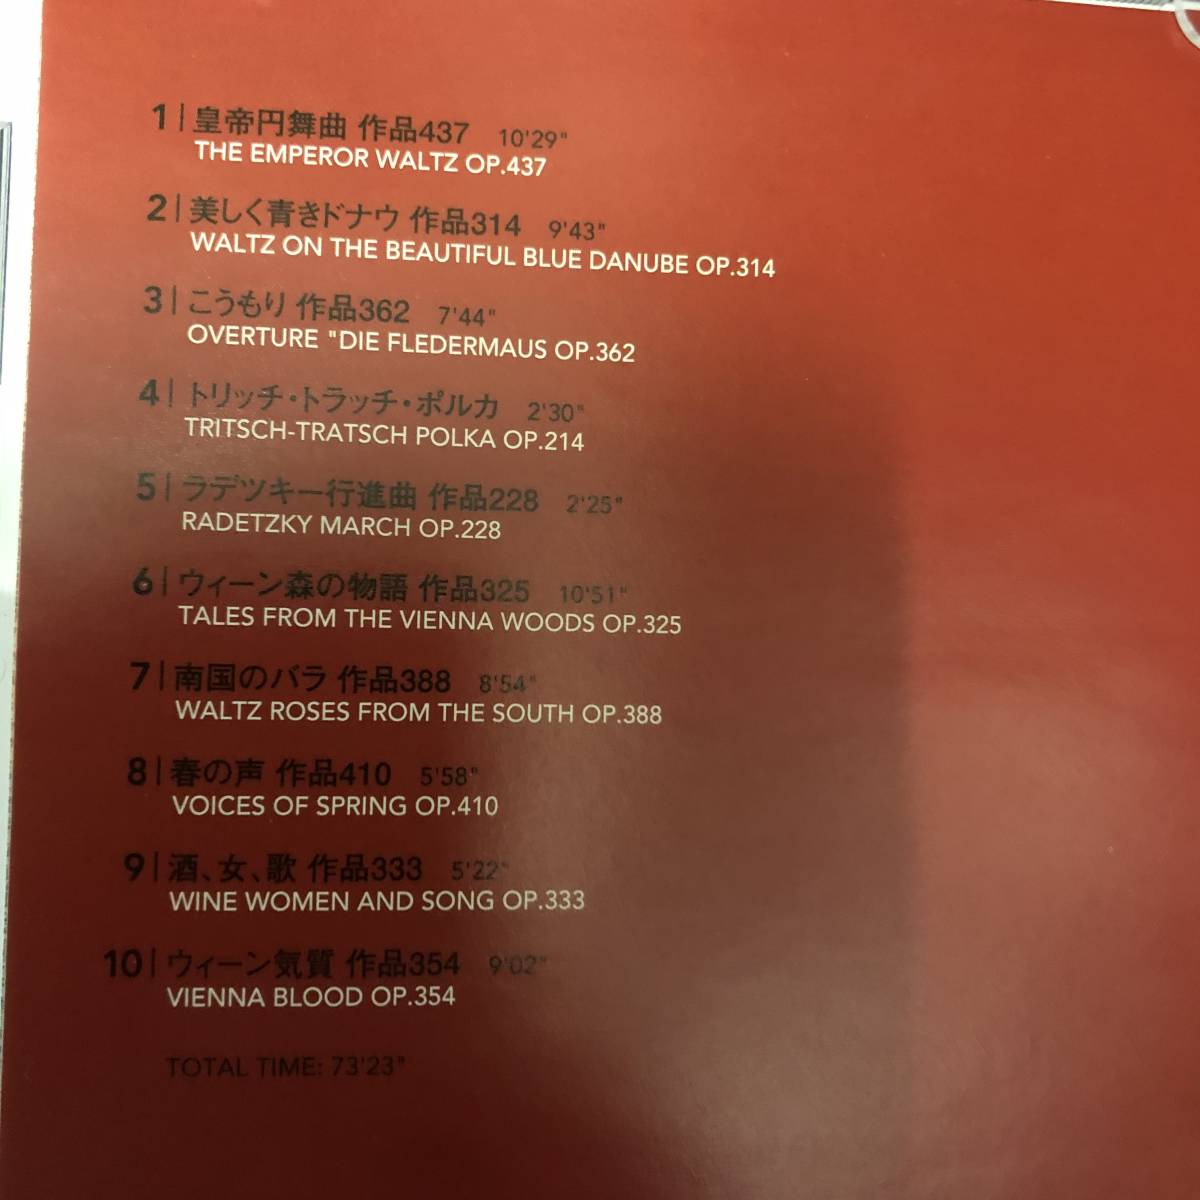 1｜皇帝円舞曲 作品437 10'29"
THE EMPEROR WALTZ OP.437
2｜美しく青きドナウ 作品314 9'43"
WALTZ ON THE BEAUTIFUL BLUE DANUBE OP.314
3｜こうもり 作品362 7'44"
OVERTURE "DIE FLEDERMAUS OP.362
4｜トリッチ・トラッチ・ポルカ 2'30"
TRITSCH-TRATSCH POLKA OP.214
5｜ラデツキー行進曲 作品228 2'25"
RADETZKY MARCH OP.228
6｜ウィーン森の物語 作品325 10'51"
TALES FROM THE VIENNA WOODS OP.325
7｜南国のバラ 作品388 8'54"
WALTZ ROSES FROM THE SOUTH OP.388
8｜春の声 作品410 5'58"
VOICES OF SPRING OP.410
9｜酒、女、歌 作品333 5'22"
WINE WOMEN AND SONG OP.333
10｜ウィーン気質 作品354 9'02"
VIENNA BLOOD OP.354
TOTAL TIME: 73'23"